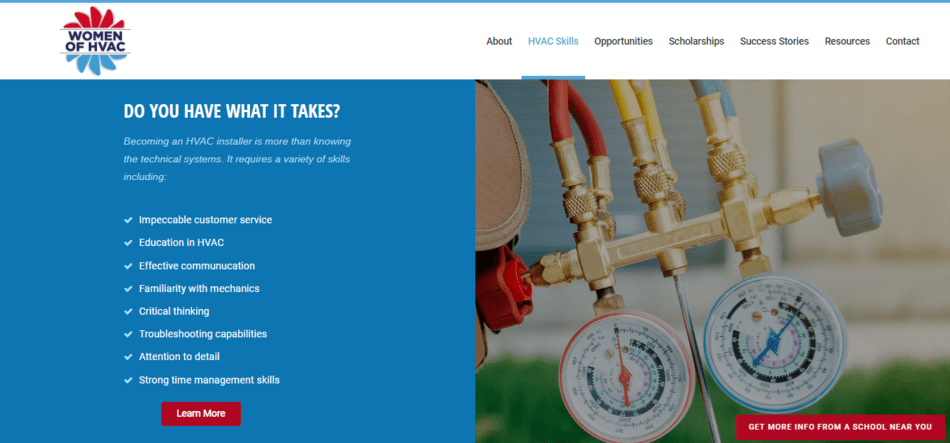 WOMEN
OF HVAC
About
HVAC Skills
Opportunities
Scholarships
Success Stories
Resources
Contact
DO YOU HAVE WHAT IT TAKES?
Becoming an HVAC installer is more than knowing
the technical systems. It requires a variety of skills
including:
Impeccable customer service
Education in HVAC
Effective communucation
Familiarity with mechanics
Critical thinking
Troubleshooting capabilities
Attention to detail
Strong time management skills
Learn More
GET MORE INFO FROM A SCHOOL NEAR YOU